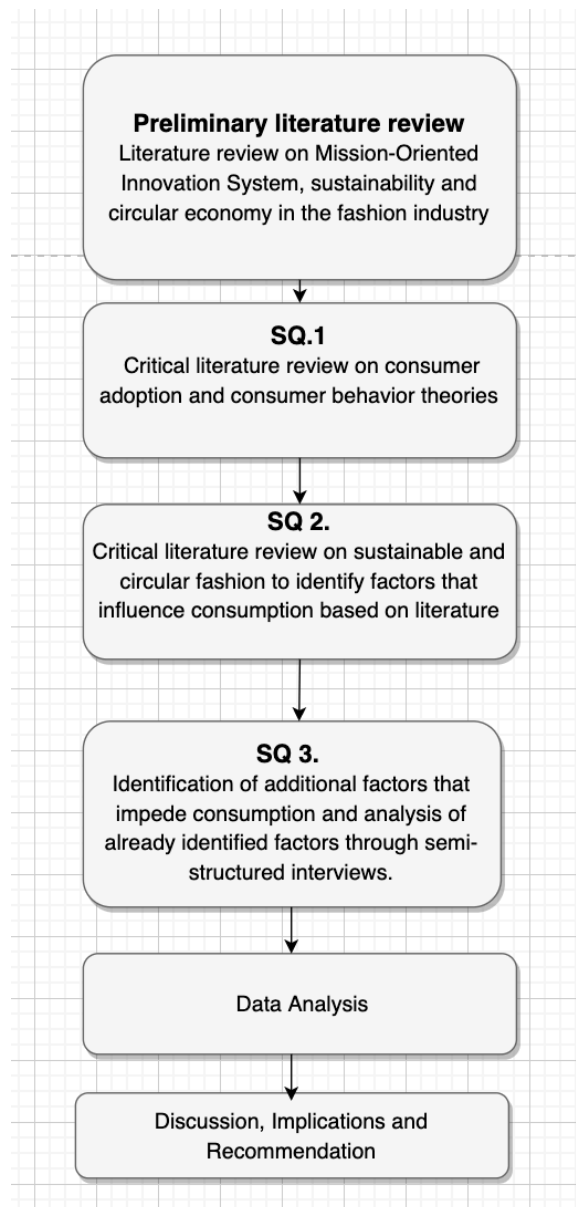 Preliminary literature review
Literature review on Mission-Oriented
Innovation System, sustainability and
circular economy in the fashion industry
SQ.1
Critical literature review on consumer
adoption and consumer behavior theories
SQ 2.
Critical literature review on sustainable and
circular fashion to identify factors that
influence consumption based on literature
SQ 3.
Identification of additional factors that
impede consumption and analysis of
already identified factors through semi-
structured interviews.
Data Analysis
Discussion, Implications and
Recommendation